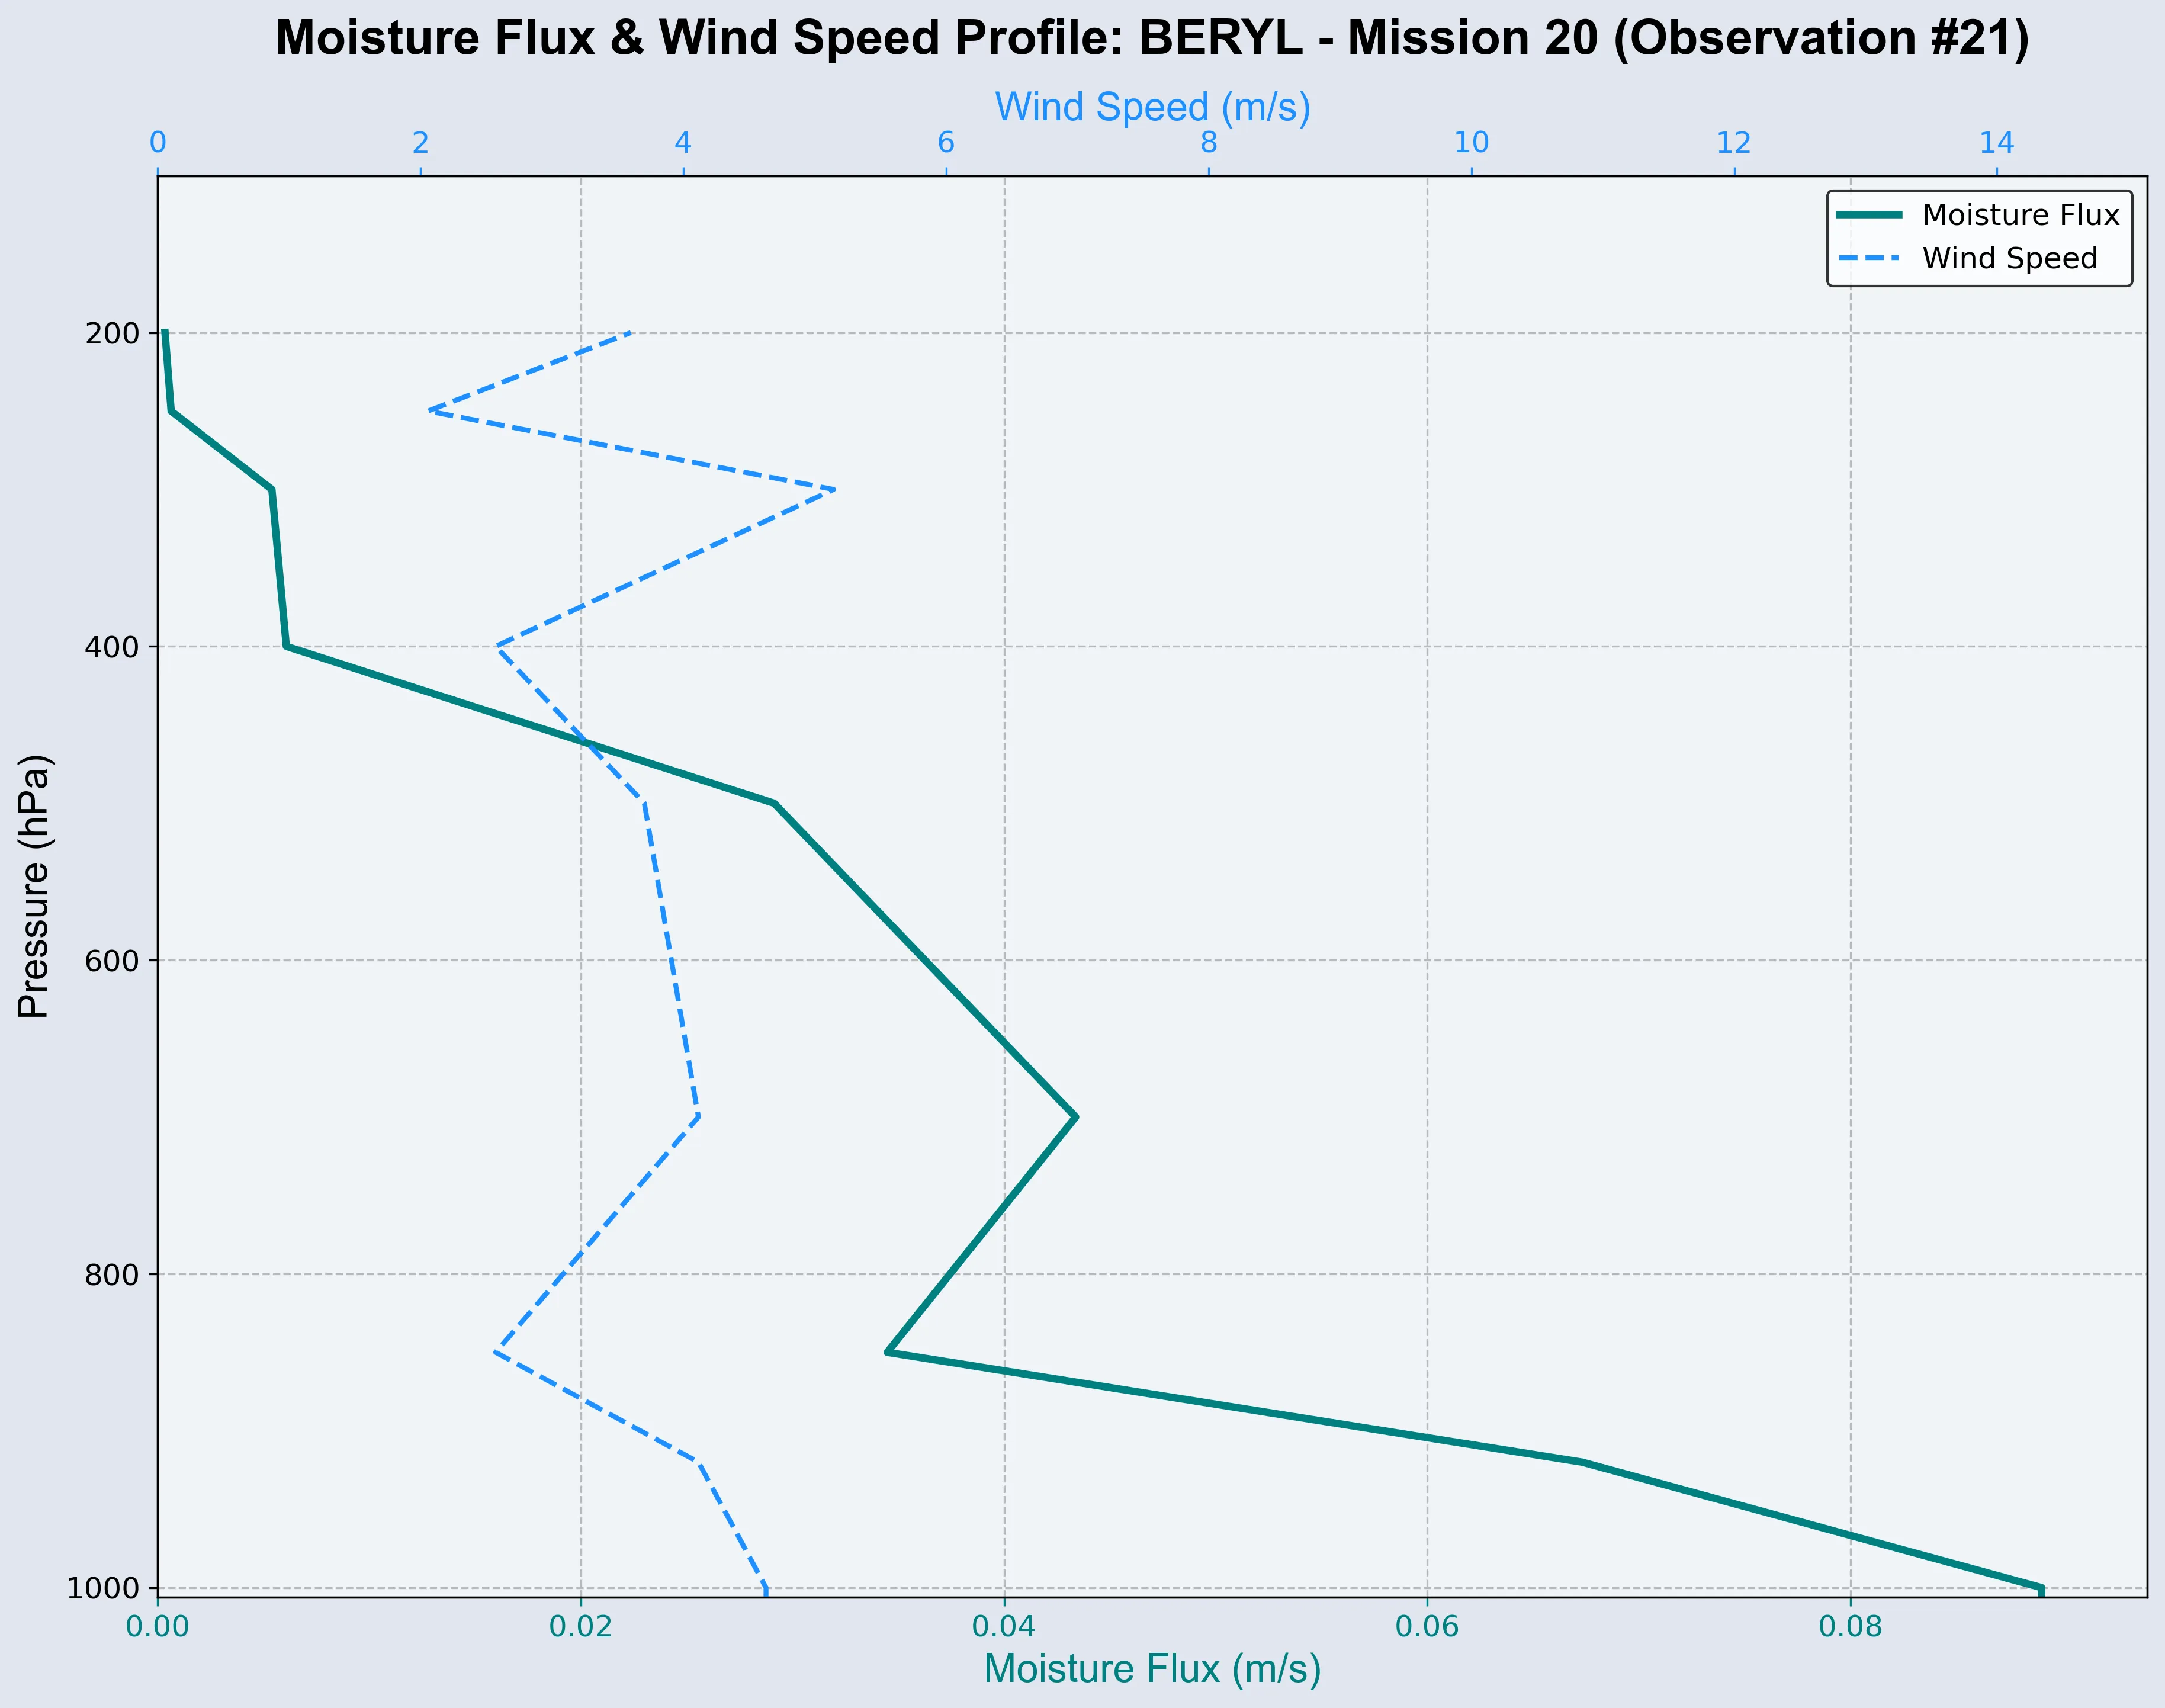 Moisture Flux & Wind Speed Profile: BERYL - Mission 20 (Observation #21)
Wind Speed (m/s)
0 2 4 6 8 10 12 14
Moisture Flux
Wind Speed
200
400
600
800
1000
Pressure (hPa)
0.00 0.02 0.04 0.06 0.08
Moisture Flux (m/s)